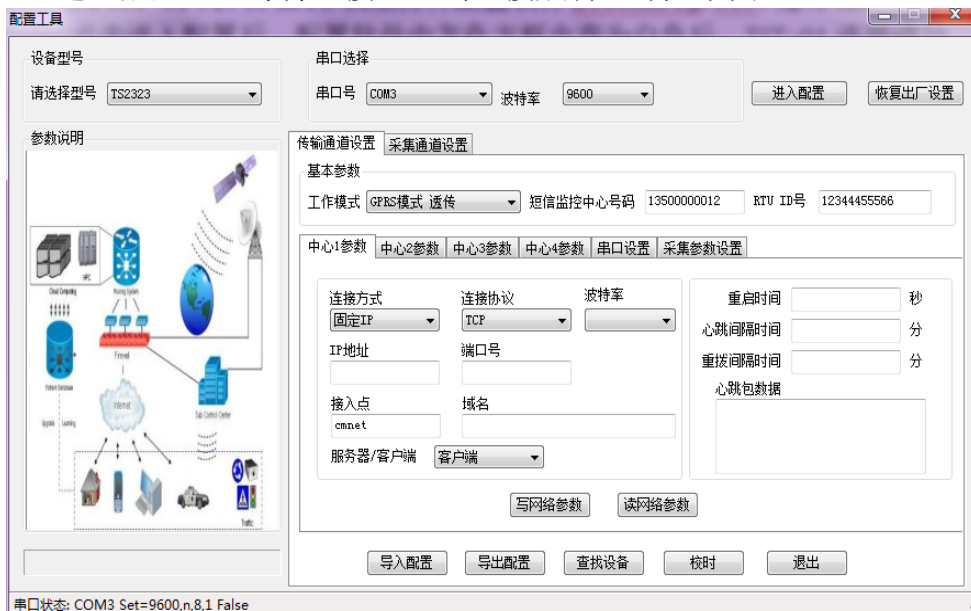 配置工具
设备型号
请选择型号 TS2323
串口选择
串口号 COM3 波特率 9600
进入配置 恢复出厂设置
参数说明
Cloud Computing
HPC
Routing System
Firewall
Internet
Sub Control Center
Traffic
传输通道设置 采集通道设置
基本参数
工作模式 GPRS模式 透传 短信监控中心号码 13500000012 RTU ID号 12344455566
中心1参数 中心2参数 中心3参数 中心4参数 串口设置 采集参数设置
连接方式 连接协议 波特率
固定IP TCP
IP地址 端口号
接入点 域名
cmnet
服务器/客户端 客户端
重启时间 秒
心跳间隔时间 分
重拨间隔时间 分
心跳包数据
写网络参数 读网络参数
导入配置 导出配置 查找设备 校时 退出
串口状态: COM3 Set=9600,n,8,1 False